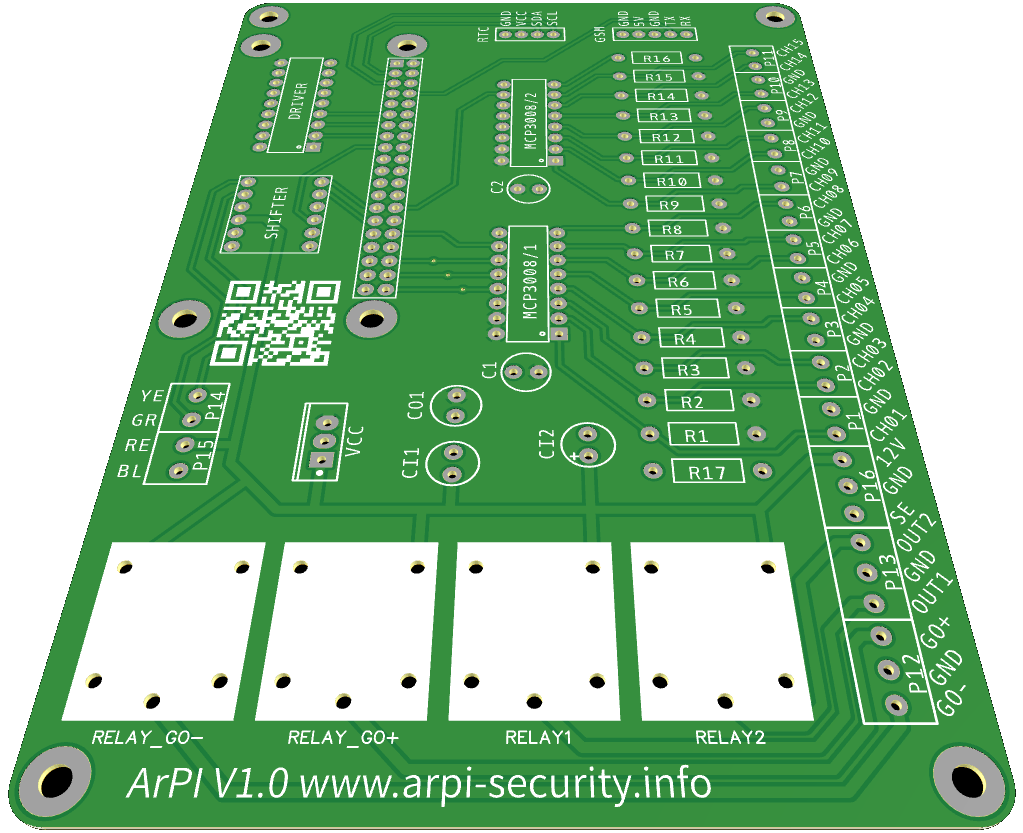 RTC
GND
VCC
SDA
SCL
GSM
GND
5V
GND
TX
RX
DRIVER
MCP3008/2
C2
SHIFTER
MCP3008/1
C1
CO1
CI1
CI2
VCC
R16
R15
R14
R13
R12
R11
R10
R9
R8
R7
R6
R5
R4
R3
R2
R1
R17
P11
CH15
CH14
P10
GND
CH13
P9
CH12
GND
P8
CH11
CH10
P7
GND
CH09
P6
CH08
GND
P5
CH07
CH06
P4
GND
CH05
P3
CH04
GND
P2
CH03
CH02
P1
GND
CH01
P16
12V
GND
SE
P13
OUT2
GND
OUT1
P12
GO+
GND
GO-
YE
GR
P14
RE
BL
P15
RELAY_GO-
RELAY_GO+
RELAY1
RELAY2
ArPI V1.0 www.arpi-security.info